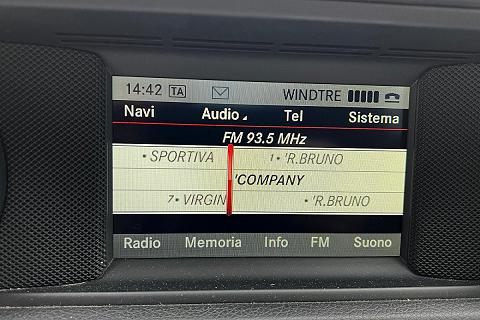 14:42 TA WINDTRE
Navi Audio Tel Sistema
FM 93.5 MHz
• SPORTIVA 1• 'R.BRUNO
'COMPANY
7• VIRGIN • 'R.BRUNO
Radio Memoria Info FM Suono